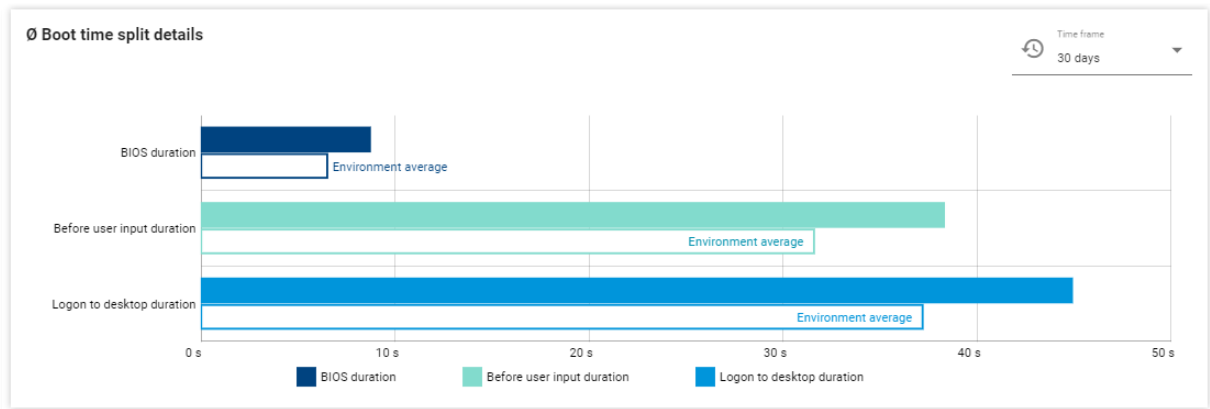 Ø Boot time split details
Time frame
30 days
BIOS duration
Environment average
Before user input duration
Environment average
Logon to desktop duration
Environment average
0 s 10 s 20 s 30 s 40 s 50 s
BIOS duration Before user input duration Logon to desktop duration